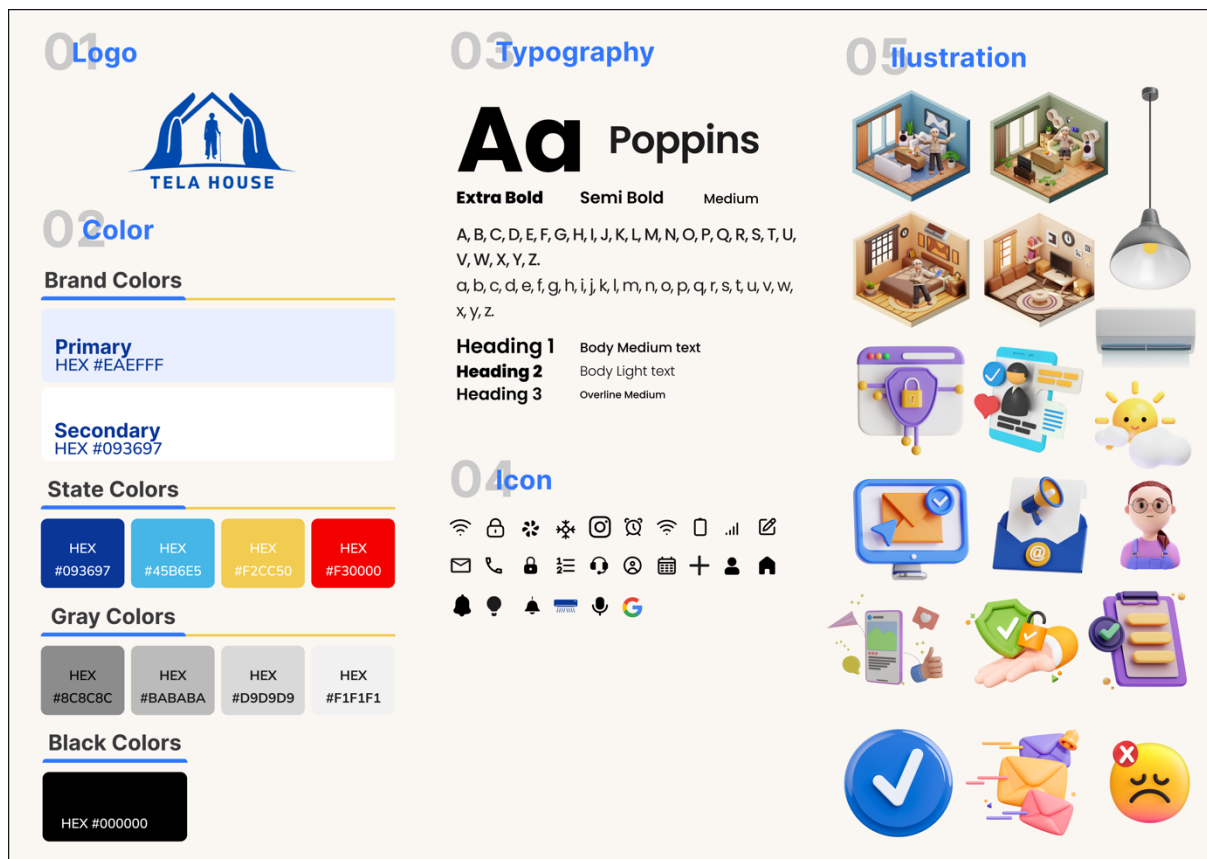 01 Logo
TELA HOUSE
02 Color
Brand Colors
Primary
HEX #EAEFFF
Secondary
HEX #093697
State Colors
HEX #093697
HEX #45B6E5
HEX #F2CC50
HEX #F30000
Gray Colors
HEX #8C8C8C
HEX #BABABA
HEX #D9D9D9
HEX #F1F1F1
Black Colors
HEX #000000
03 Typography
Aa Poppins
Extra Bold Semi Bold Medium
A, B, C, D, E, F, G, H, I, J, K, L, M, N, O, P, Q, R, S, T, U,
V, W, X, Y, Z.
a, b, c, d, e, f, g, h, i, j, k, l, m, n, o, p, q, r, s, t, u, v, w,
x, y, z.
Heading 1 Body Medium text
Heading 2 Body Light text
Heading 3 Overline Medium
04 Icon
05 Ilustration
@